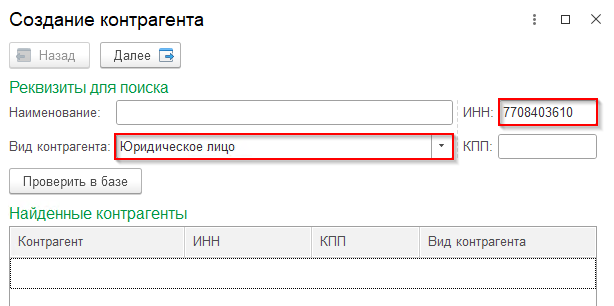 Создание контрагента
Назад Далее
Реквизиты для поиска
Наименование: ИНН: 7708403610
Вид контрагента: Юридическое лицо КПП:
Проверить в базе
Найденные контрагенты
Контрагент ИНН КПП Вид контрагента